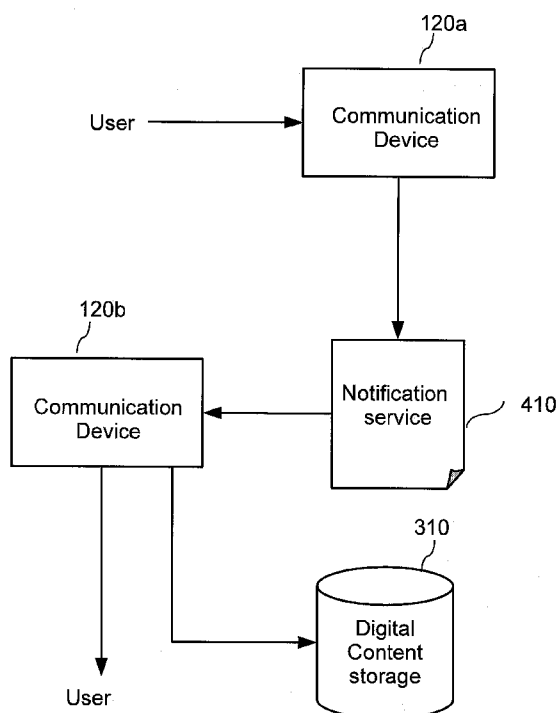 120a
User
Communication
Device
120b
Communication
Device
Notification
service
410
310
Digital
Content
storage
User